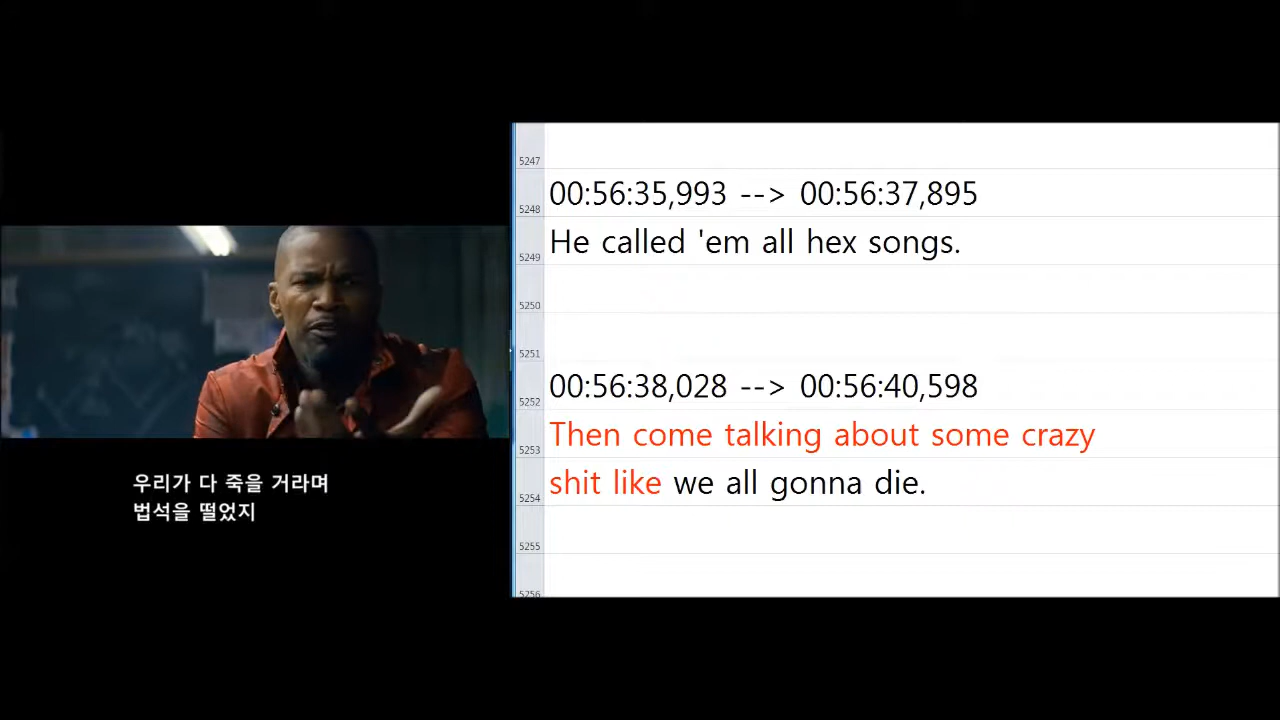 우리가 다 죽을 거라며
법석을 떨었지
5247
00:56:35,993 --> 00:56:37,895
5248
He called 'em all hex songs.
5249
5250
5251
00:56:38,028 --> 00:56:40,598
5252
Then come talking about some crazy
5253
shit like we all gonna die.
5254
5255
5256